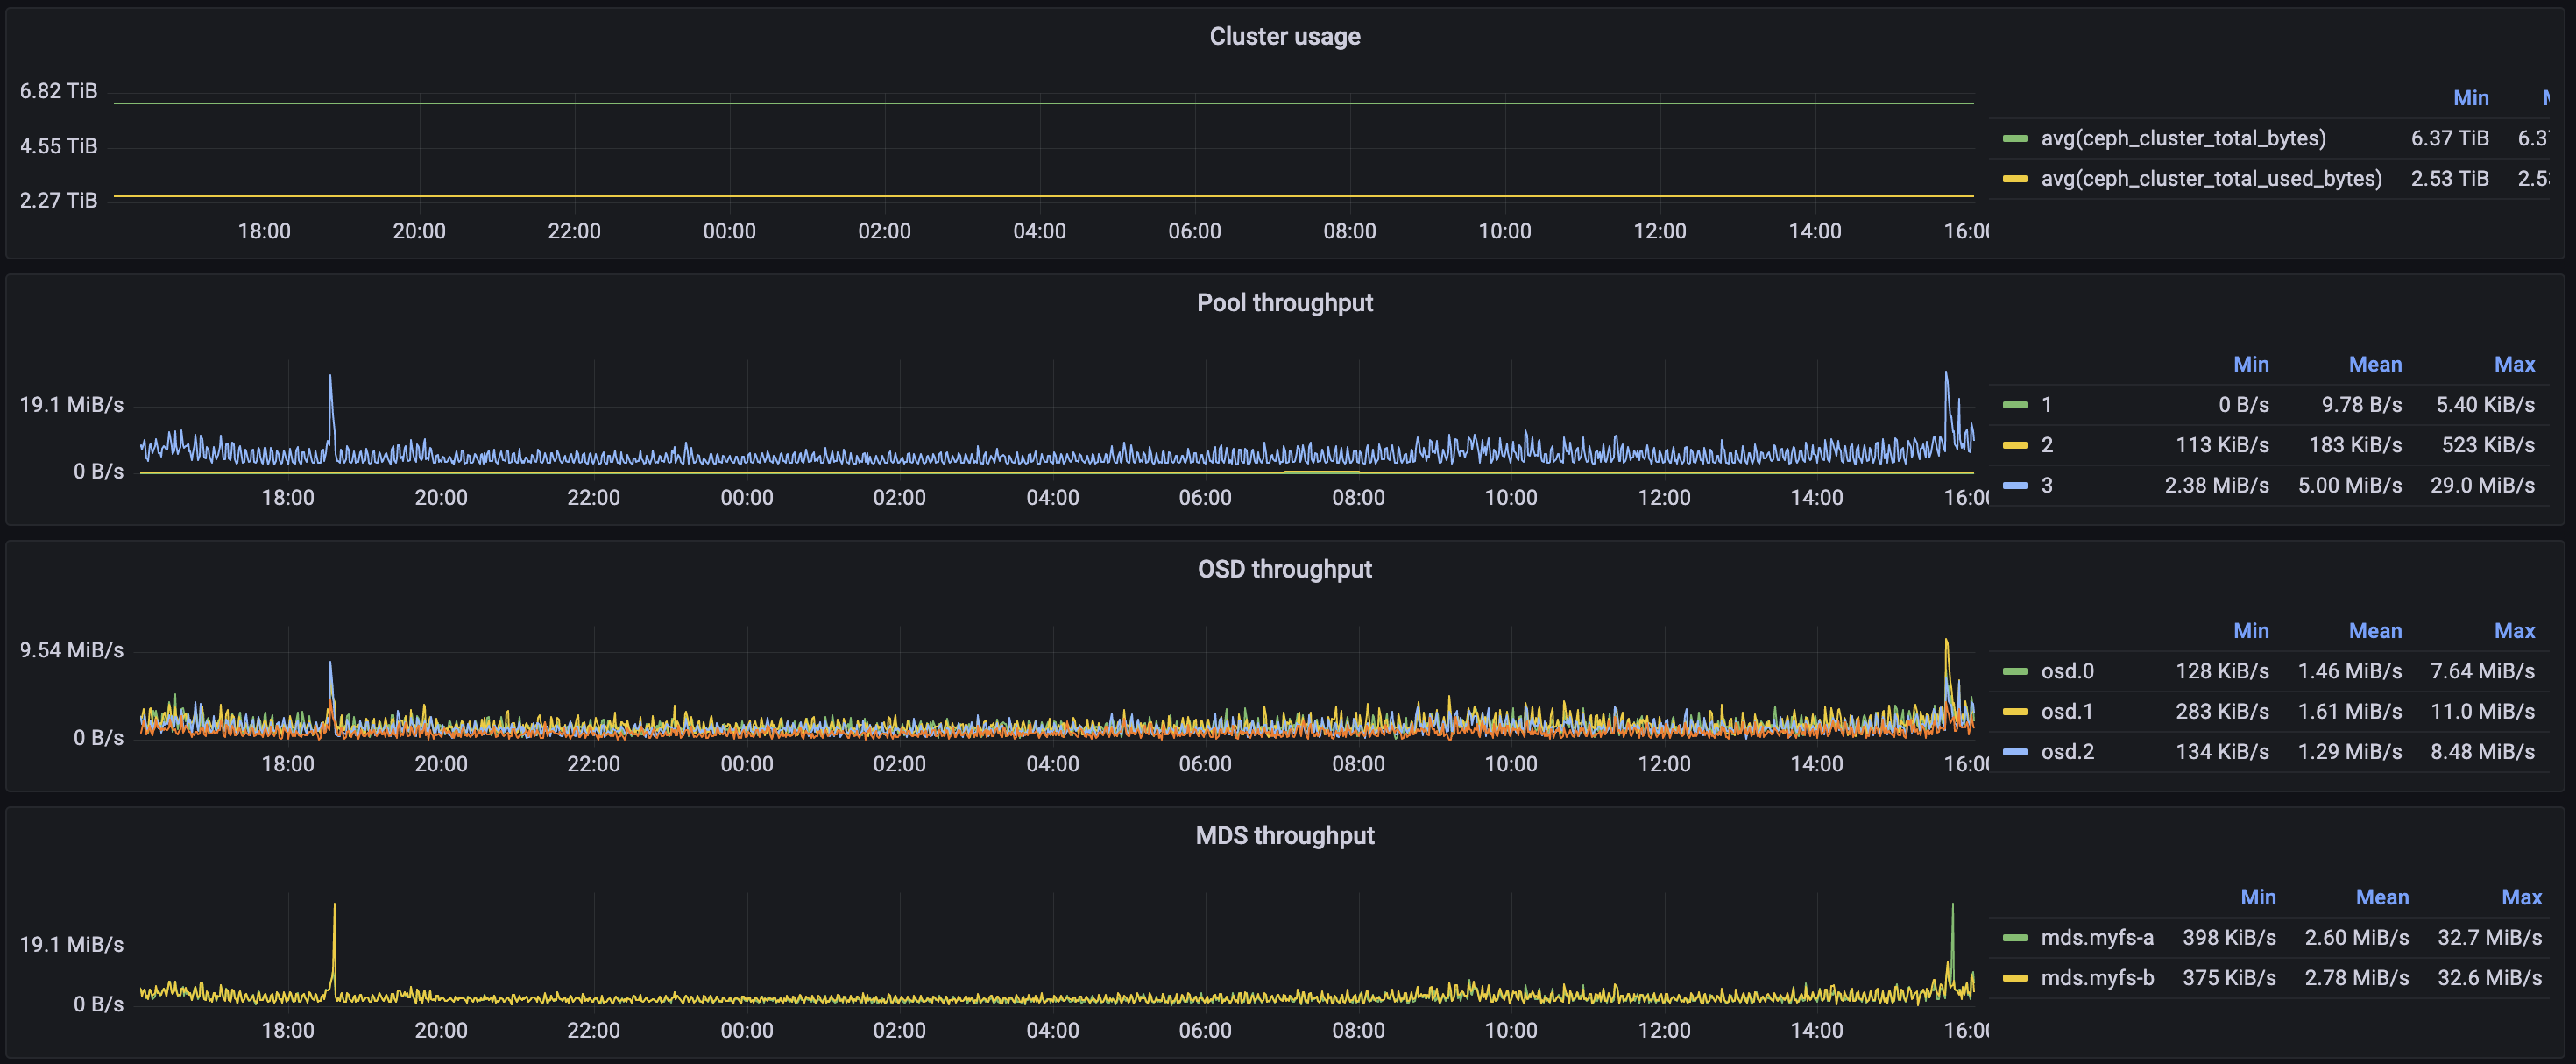 Cluster usage
6.82 TiB
4.55 TiB
2.27 TiB
18:00 20:00 22:00 00:00 02:00 04:00 06:00 08:00 10:00 12:00 14:00 16:00
Min
avg(ceph_cluster_total_bytes) 6.37 TiB 6.3
avg(ceph_cluster_total_used_bytes) 2.53 TiB 2.5
Pool throughput
19.1 MiB/s
0 B/s
18:00 20:00 22:00 00:00 02:00 04:00 06:00 08:00 10:00 12:00 14:00 16:00
Min Mean Max
1 0 B/s 9.78 B/s 5.40 KiB/s
2 113 KiB/s 183 KiB/s 523 KiB/s
3 2.38 MiB/s 5.00 MiB/s 29.0 MiB/s
OSD throughput
9.54 MiB/s
0 B/s
18:00 20:00 22:00 00:00 02:00 04:00 06:00 08:00 10:00 12:00 14:00 16:00
Min Mean Max
osd.0 128 KiB/s 1.46 MiB/s 7.64 MiB/s
osd.1 283 KiB/s 1.61 MiB/s 11.0 MiB/s
osd.2 134 KiB/s 1.29 MiB/s 8.48 MiB/s
MDS throughput
19.1 MiB/s
0 B/s
18:00 20:00 22:00 00:00 02:00 04:00 06:00 08:00 10:00 12:00 14:00 16:00
Min Mean Max
mds.myfs-a 398 KiB/s 2.60 MiB/s 32.7 MiB/s
mds.myfs-b 375 KiB/s 2.78 MiB/s 32.6 MiB/s